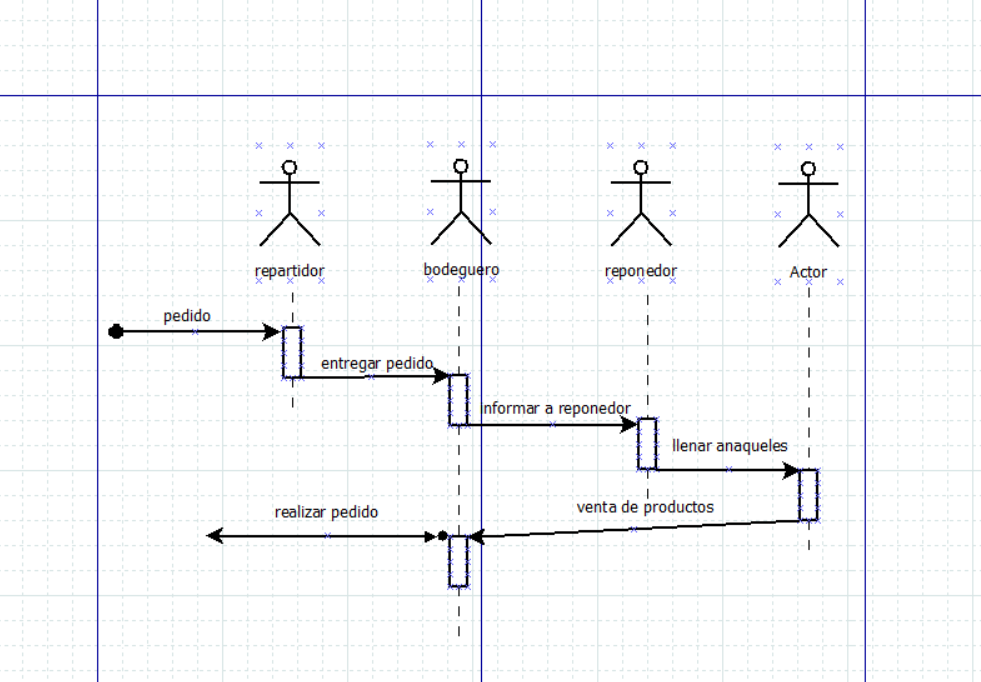 repartidor
bodeguero
reponedor
Actor
pedido
entregar pedido
informar a reponedor
llenar anaqueles
venta de productos
realizar pedido